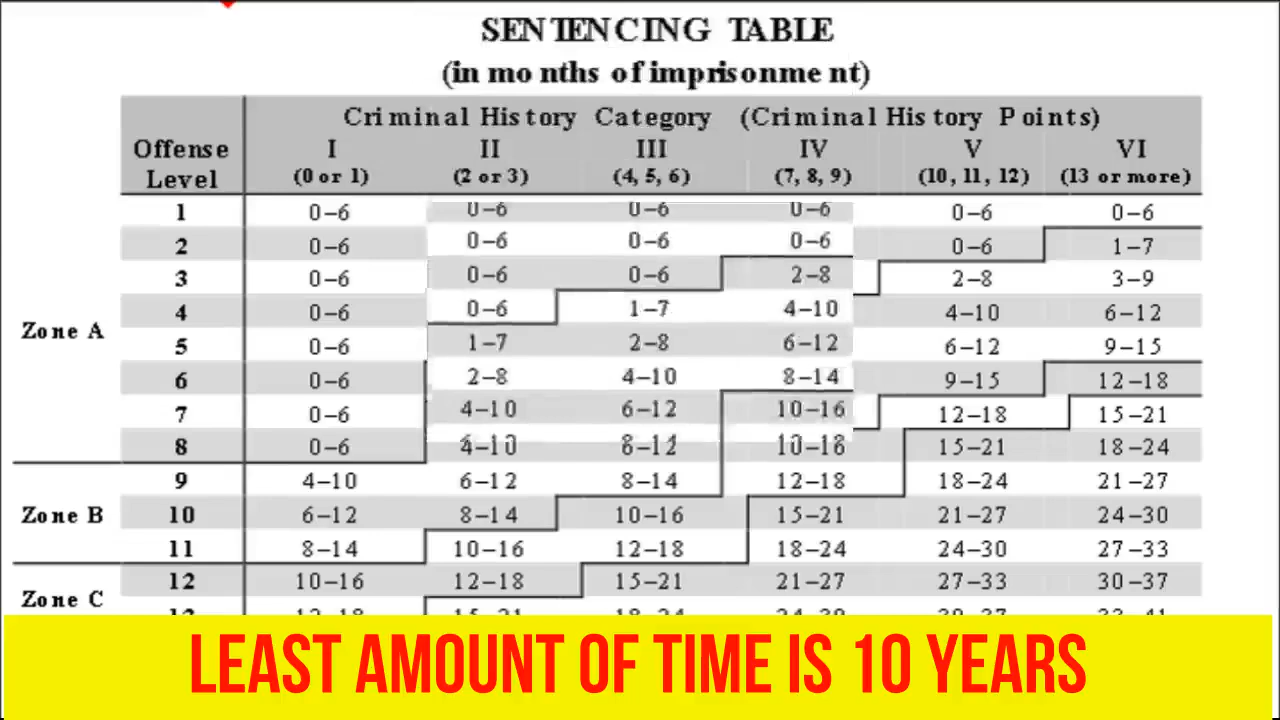 SENTENCING TABLE
(in months of imprisonment)
Criminal History Category (Criminal History Points)
Offense Level I II III IV V VI
(0 or 1) (2 or 3) (4, 5, 6) (7, 8, 9) (10, 11, 12) (13 or more)
1 0–6 0–6 0–6 0–6 0–6 0–6
2 0–6 0–6 0–6 0–6 0–6 1–7
3 0–6 0–6 0–6 2–8 2–8 3–9
Zone A
4 0–6 0–6 1–7 4–10 4–10 6–12
5 0–6 1–7 2–8 6–12 6–12 9–15
6 0–6 2–8 4–10 8–14 9–15 12–18
7 0–6 4–10 6–12 10–16 12–18 15–21
8 0–6 4–10 15–21 18–24
9 4–10 6–12 8–14 12–18 18–24 21–27
Zone B 10 6–12 8–14 10–16 15–21 21–27 24–30
11 8–14 10–16 12–18 18–24 24–30 27–33
12 10–16 12–18 15–21 21–27 27–33 30–37
Zone C
LEAST AMOUNT OF TIME IS 10 YEARS